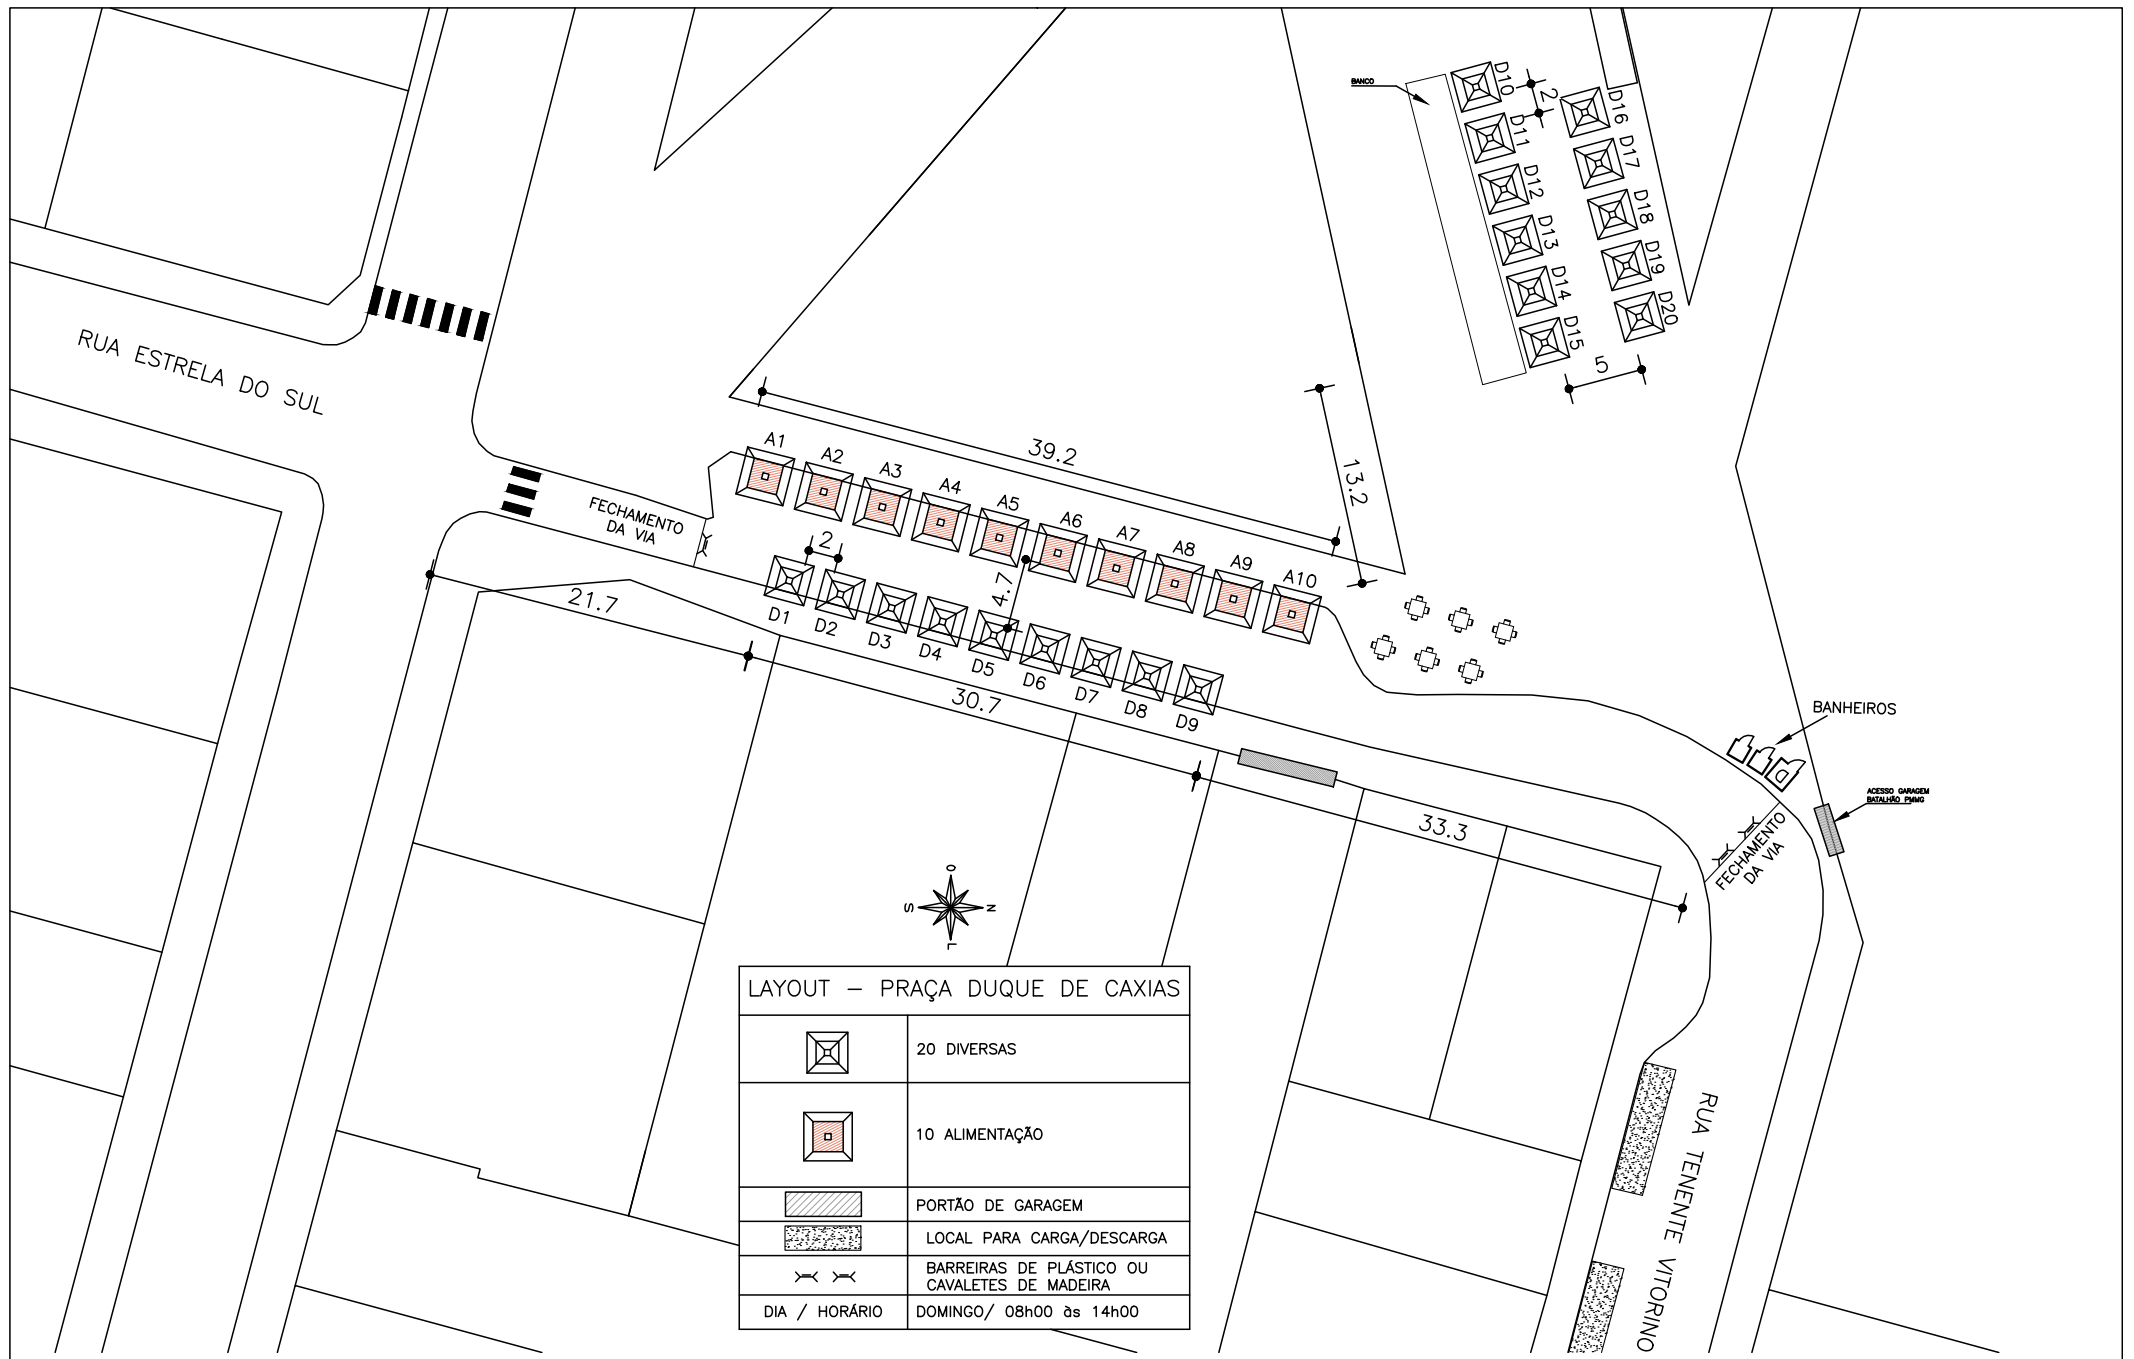 BANCO
D10
D11
D12
D13
D14
D15
2
D16
D17
D18
D19
D20
5
RUA ESTRELA DO SUL
39.2
13.2
A1
A2
A3
A4
A5
A6
A7
A8
A9
A10
FECHAMENTO
DA VIA
2
4.7
D1
D2
D3
D4
D5
D6
D7
D8
D9
21.7
30.7
33.3
BANHEIROS
ACESSO GARAGEM
BATALHÃO PMMG
FECHAMENTO
DA VIA
O
S
N
L
LAYOUT – PRAÇA DUQUE DE CAXIAS
20 DIVERSAS
10 ALIMENTAÇÃO
PORTÃO DE GARAGEM
LOCAL PARA CARGA/DESCARGA
BARREIRAS DE PLÁSTICO OU
CAVALETES DE MADEIRA
DIA / HORÁRIO
DOMINGO/ 08h00 às 14h00
RUA TENENTE VITORINO